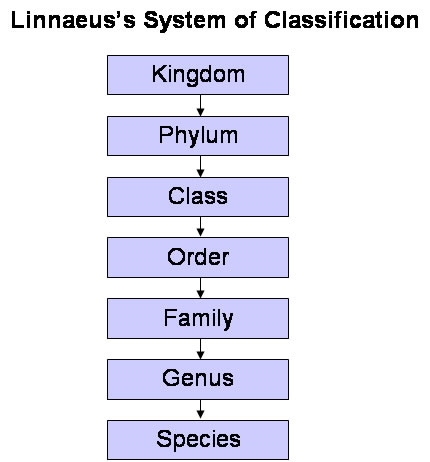 Linnaeus's System of Classification
Kingdom
Phylum
Class
Order
Family
Genus
Species